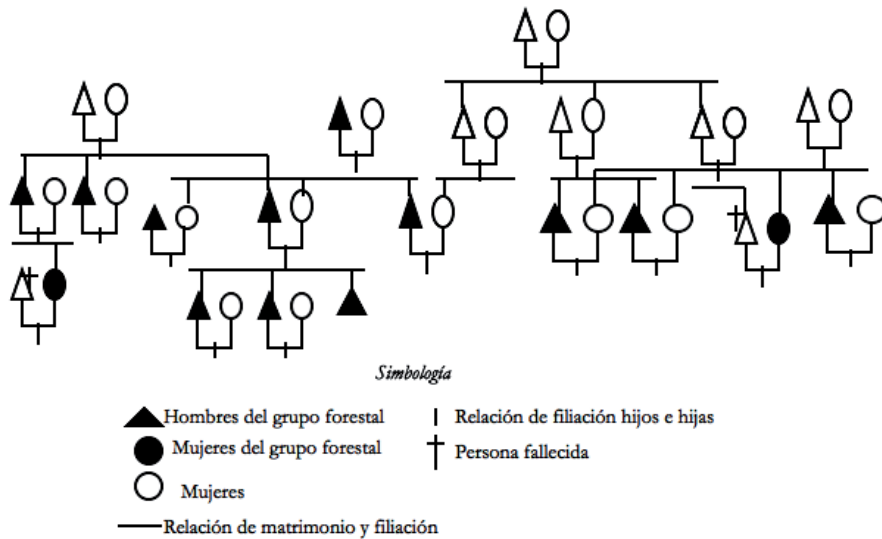 Simbología
Hombres del grupo forestal
Relación de filiación hijos e hijas
Mujeres del grupo forestal
Persona fallecida
Mujeres
Relación de matrimonio y filiación